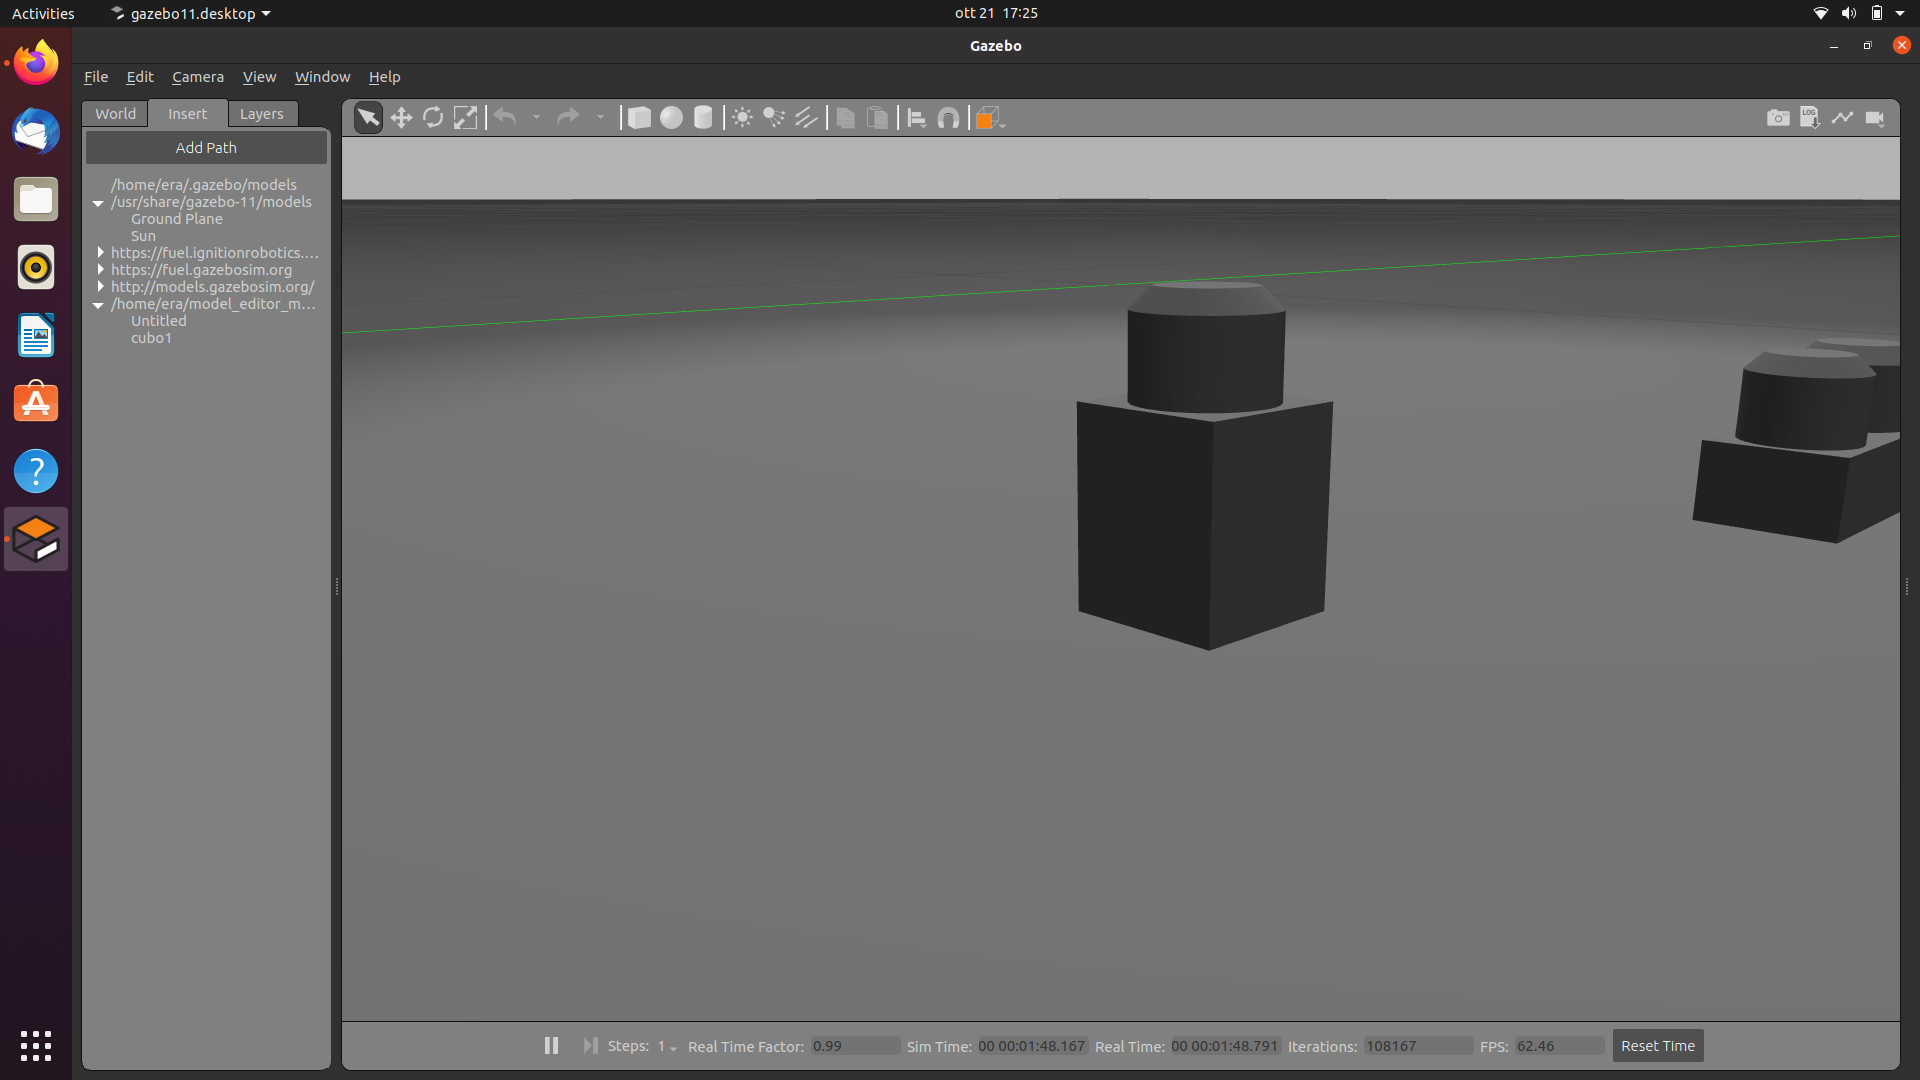 Activities gazebo11.desktop ott 21 17:25
Gazebo
File Edit Camera View Window Help
World Insert Layers
LOG
Add Path
/home/era/.gazebo/models
/usr/share/gazebo-11/models
Ground Plane
Sun
https://fuel.ignitionrobotics.…
https://fuel.gazebosim.org
http://models.gazebosim.org/
/home/era/model_editor_m…
Untitled
cubo1
Steps: 1 Real Time Factor: 0.99 Sim Time: 00 00:01:48.167 Real Time: 00 00:01:48.791 Iterations: 108167 FPS: 62.46 Reset Time